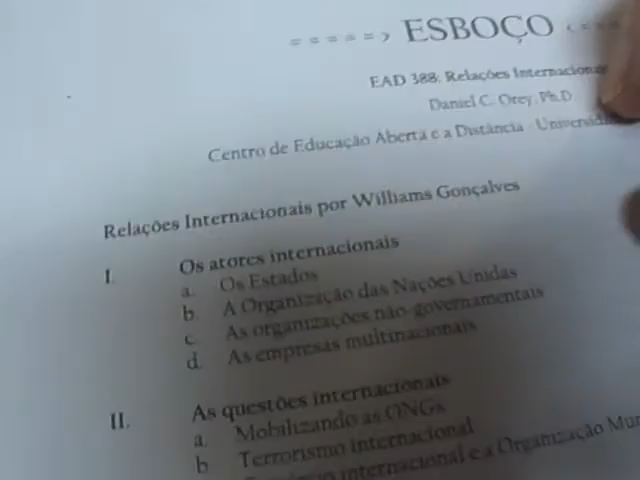 = = = = = > ESBOÇO < = = =
EAD 388: Relações Internacionais
Daniel C. Orey, Ph.D.
Centro de Educação Aberta e a Distância
Relações Internacionais por Williams Gonçalves
I. Os atores internacionais
a. Os Estados
b. A Organização das Nações Unidas
c. As organizações não-governamentais
d. As empresas multinacionais
II. As questões internacionais
a. Mobilizando as ONGs
b. Terrorismo internacional
internacional e a Organização